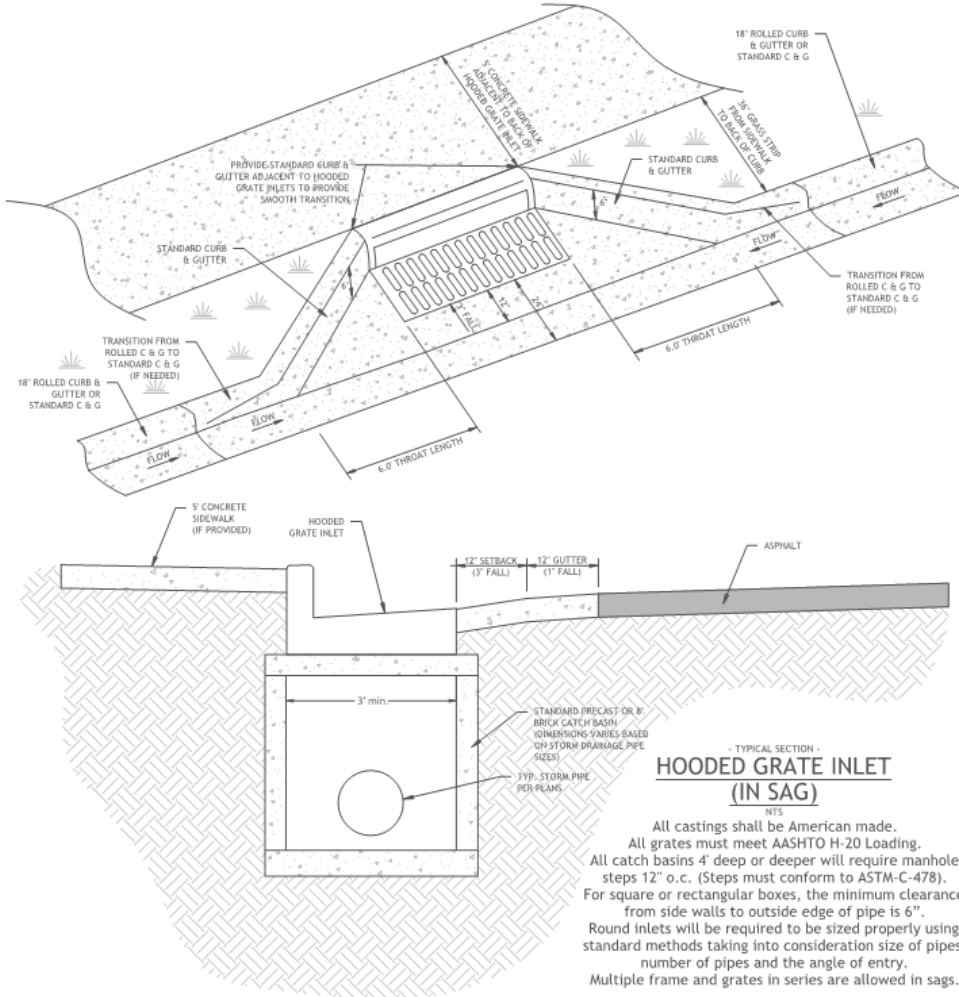 18" ROLLED CURB
& GUTTER OR
STANDARD C & G
5' CONCRETE SIDEWALK
ADJACENT TO BACK OF
HOODED GRATE INLET
36" GRASS STRIP
FROM SIDEWALK
TO BACK OF CURB
PROVIDE STANDARD CURB &
GUTTER ADJACENT TO HOODED
GRATE INLETS TO PROVIDE
SMOOTH TRANSITION
STANDARD CURB
& GUTTER
6"
FLOW
FLOW
STANDARD CURB
& GUTTER
6"
TRANSITION FROM
ROLLED C & G TO
STANDARD C & G
(IF NEEDED)
3" FALL
12"
24"
6.0' THROAT LENGTH
TRANSITION FROM
ROLLED C & G TO
STANDARD C & G
(IF NEEDED)
18" ROLLED CURB &
GUTTER OR
STANDARD C & G
FLOW
FLOW
6.0' THROAT LENGTH
5' CONCRETE
SIDEWALK
(IF PROVIDED)
HOODED
GRATE INLET
12" SETBACK
(3" FALL)
12" GUTTER
(1" FALL)
ASPHALT
3' min.
STANDARD PRECAST OR 8"
BRICK CATCH BASIN
(DIMENSIONS VARIES BASED
ON STORM DRAINAGE PIPE
SIZES)
TYP. STORM PIPE
PER PLANS
- TYPICAL SECTION -
HOODED GRATE INLET
(IN SAG)
NTS
All castings shall be American made.
All grates must meet AASHTO H-20 Loading.
All catch basins 4' deep or deeper will require manhole
steps 12" o.c. (Steps must conform to ASTM-C-478).
For square or rectangular boxes, the minimum clearance
from side walls to outside edge of pipe is 6”.
Round inlets will be required to be sized properly using
standard methods taking into consideration size of pipes
number of pipes and the angle of entry.
Multiple frame and grates in series are allowed in sags.